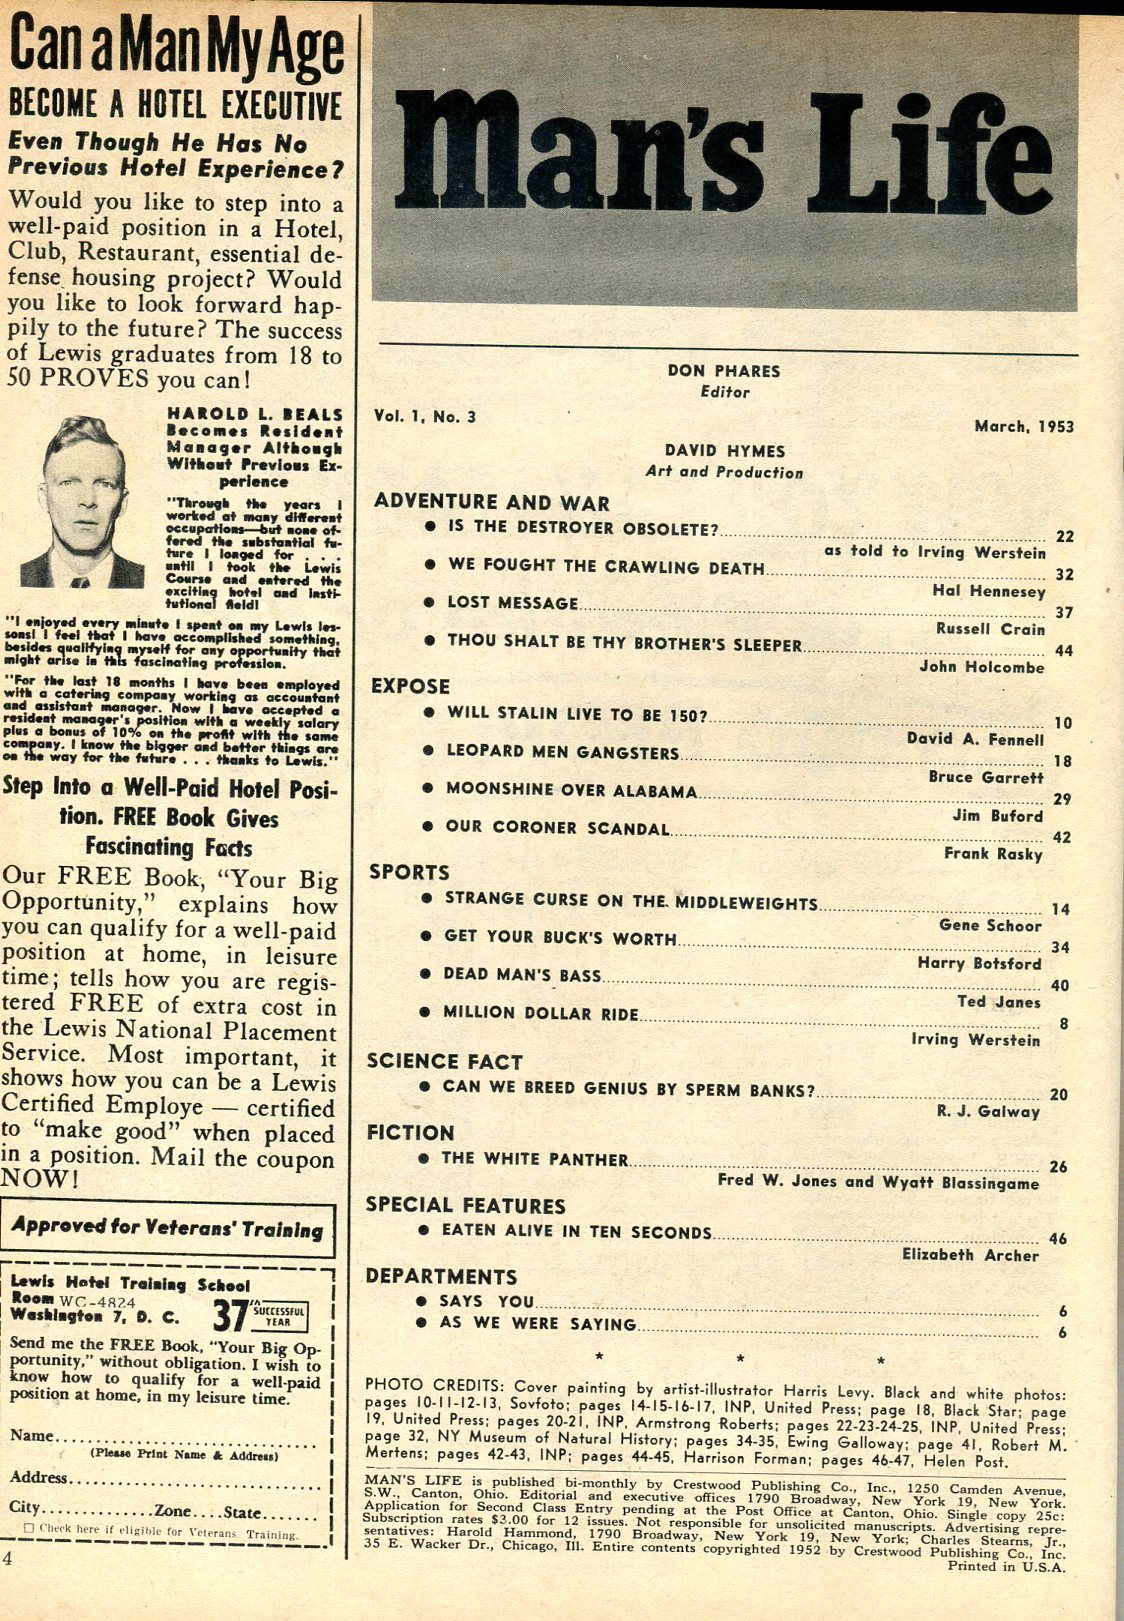 Can a Man My Age
BECOME A HOTEL EXECUTIVE
Even Though He Has No
Previous Hotel Experience?
Would you like to step into a
well-paid position in a Hotel,
Club, Restaurant, essential de-
fense housing project? Would
you like to look forward hap-
pily to the future? The success
of Lewis graduates from 18 to
50 PROVES you can!
HAROLD L. BEALS
Becomes Resident
Manager Although
Without Previous Ex-
perience
"Through the years I
worked at many different
occupations—but none of-
fered the substantial fu-
ture I longed for . . .
until I took the Lewis
Course and entered the
exciting hotel and insti-
tutional field!
"I enjoyed every minute I spent on my Lewis les-
sons! I feel that I have accomplished something,
besides qualifying myself for any opportunity that
might arise in this fascinating profession.
"For the last 18 months I have been employed
with a catering company working as accountant
and assistant manager. Now I have accepted a
resident manager's position with a weekly salary
plus a bonus of 10% on the profit with the same
company. I know the bigger and better things are
on the way for the future . . . thanks to Lewis."
Step Into a Well-Paid Hotel Posi-
tion. FREE Book Gives
Fascinating Facts
Our FREE Book, "Your Big
Opportunity," explains how
you can qualify for a well-paid
position at home, in leisure
time; tells how you are regis-
tered FREE of extra cost in
the Lewis National Placement
Service. Most important, it
shows how you can be a Lewis
Certified Employe — certified
to "make good" when placed
in a position. Mail the coupon
NOW!
Approved for Veterans' Training
Lewis Hotel Training School
Room WC-4824
Washington 7, D. C.
37th SUCCESSFUL
YEAR
Send me the FREE Book, "Your Big Op-
portunity," without obligation. I wish to
know how to qualify for a well-paid
position at home, in my leisure time.
Name
(Please Print Name & Address)
Address
City.............Zone....State.......
☐ Check here if eligible for Veterans Training.
4
Man's Life
DON PHARES
Editor
Vol. 1, No. 3
March, 1953
DAVID HYMES
Art and Production
ADVENTURE AND WAR
● IS THE DESTROYER OBSOLETE? 22
as told to Irving Werstein
● WE FOUGHT THE CRAWLING DEATH 32
Hal Hennesey
● LOST MESSAGE 37
Russell Crain
● THOU SHALT BE THY BROTHER'S SLEEPER 44
John Holcombe
EXPOSE
● WILL STALIN LIVE TO BE 150? 10
David A. Fennell
● LEOPARD MEN GANGSTERS 18
Bruce Garrett
● MOONSHINE OVER ALABAMA 29
Jim Buford
● OUR CORONER SCANDAL 42
Frank Rasky
SPORTS
● STRANGE CURSE ON THE MIDDLEWEIGHTS 14
Gene Schoor
● GET YOUR BUCK'S WORTH 34
Harry Botsford
● DEAD MAN'S BASS 40
Ted Janes
● MILLION DOLLAR RIDE 8
Irving Werstein
SCIENCE FACT
● CAN WE BREED GENIUS BY SPERM BANKS? 20
R. J. Galway
FICTION
● THE WHITE PANTHER 26
Fred W. Jones and Wyatt Blassingame
SPECIAL FEATURES
● EATEN ALIVE IN TEN SECONDS 46
Elizabeth Archer
DEPARTMENTS
● SAYS YOU 6
● AS WE WERE SAYING 6
* * *
PHOTO CREDITS: Cover painting by artist-illustrator Harris Levy. Black and white photos:
pages 10-11-12-13, Sovfoto; pages 14-15-16-17, INP, United Press; page 18, Black Star; page
19, United Press; pages 20-21, INP, Armstrong Roberts; pages 22-23-24-25, INP, United Press;
page 32, NY Museum of Natural History; pages 34-35, Ewing Galloway; page 41, Robert M.
Mertens; pages 42-43, INP; pages 44-45, Harrison Forman; pages 46-47, Helen Post.
MAN'S LIFE is published bi-monthly by Crestwood Publishing Co., Inc., 1250 Camden Avenue,
S.W., Canton, Ohio. Editorial and executive offices 1790 Broadway, New York 19, New York.
Application for Second Class Entry pending at the Post Office at Canton, Ohio. Single copy 25c:
Subscription rates $3.00 for 12 issues. Not responsible for unsolicited manuscripts. Advertising repre-
sentatives: Harold Hammond, 1790 Broadway, New York 19, New York; Charles Stearns, Jr.,
35 E. Wacker Dr., Chicago, Ill. Entire contents copyrighted 1952 by Crestwood Publishing Co., Inc.
Printed in U.S.A.